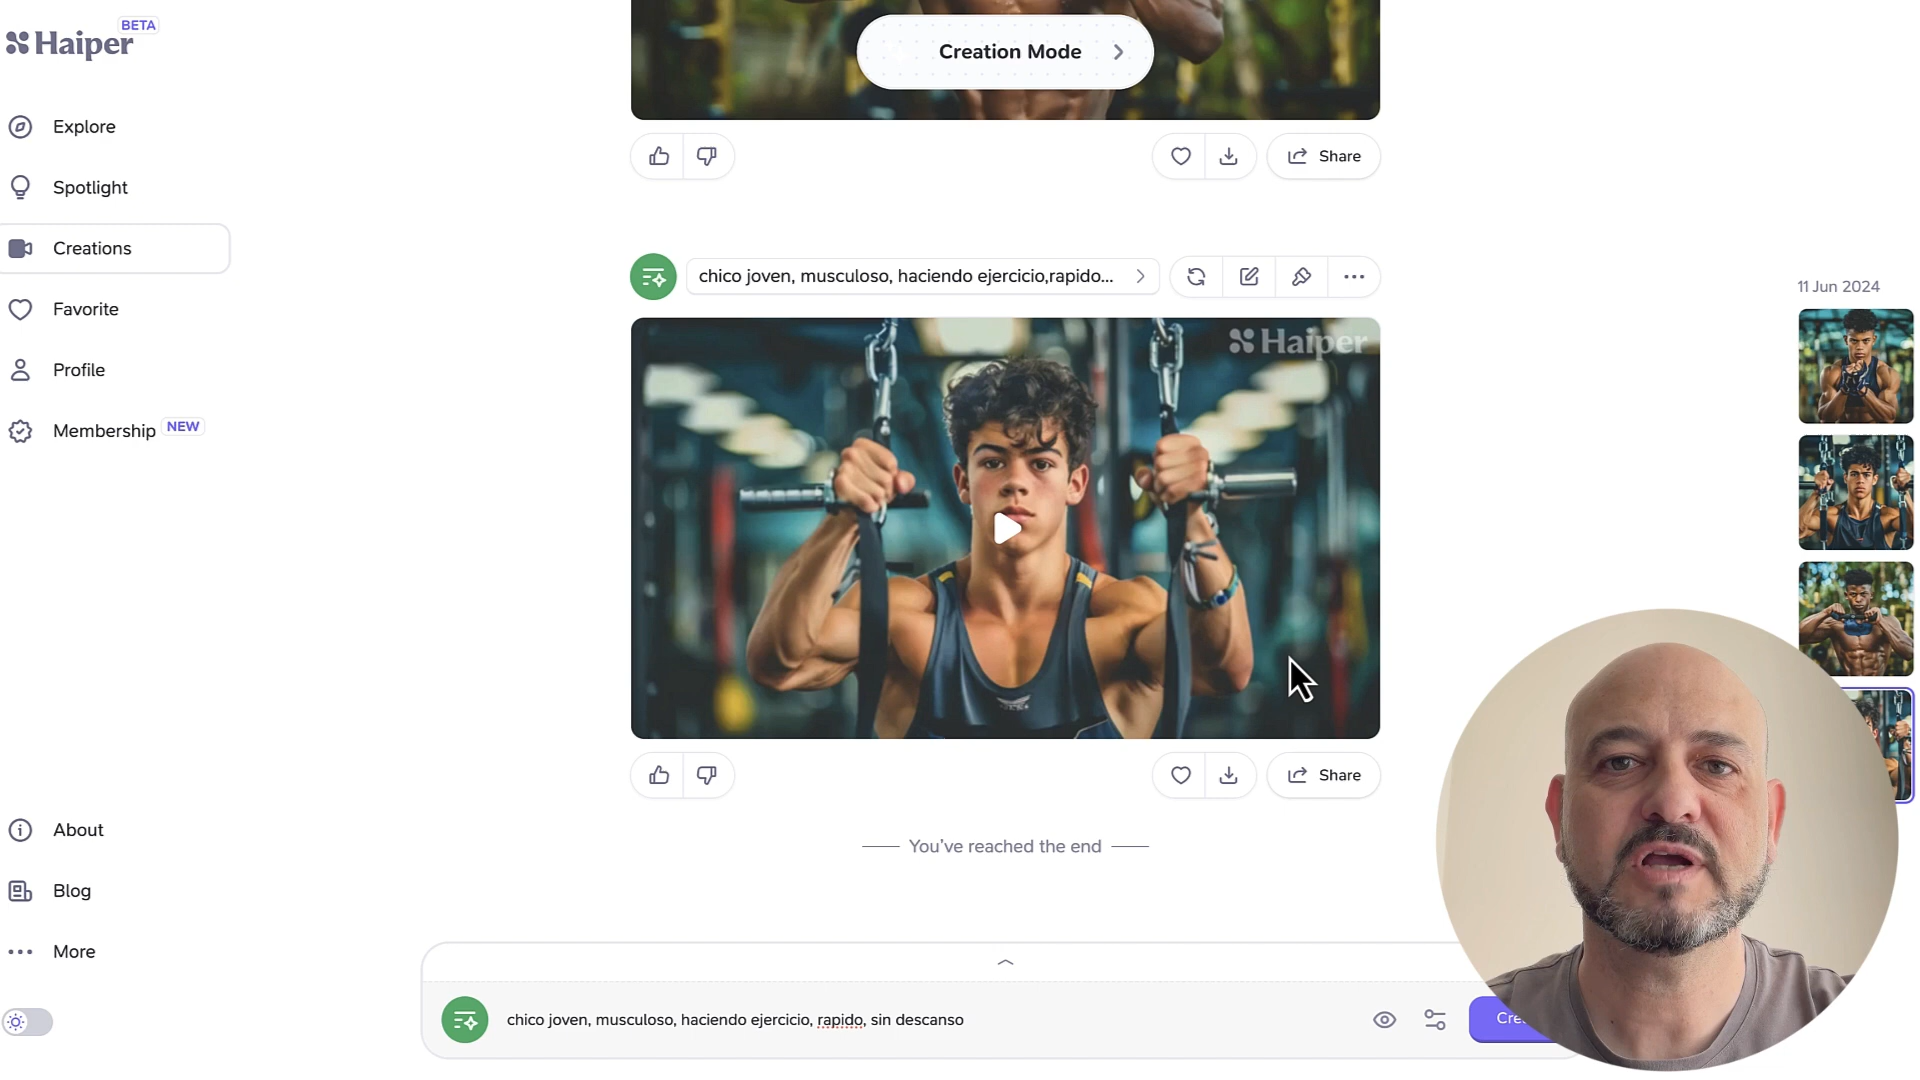 BETA
Haiper
Explore
Spotlight
Creations
Favorite
Profile
Membership NEW
About
Blog
More
Creation Mode
Share
chico joven, musculoso, haciendo ejercicio,rapido...
Haiper
Share
You've reached the end
chico joven, musculoso, haciendo ejercicio, rapido, sin descanso
11 Jun 2024